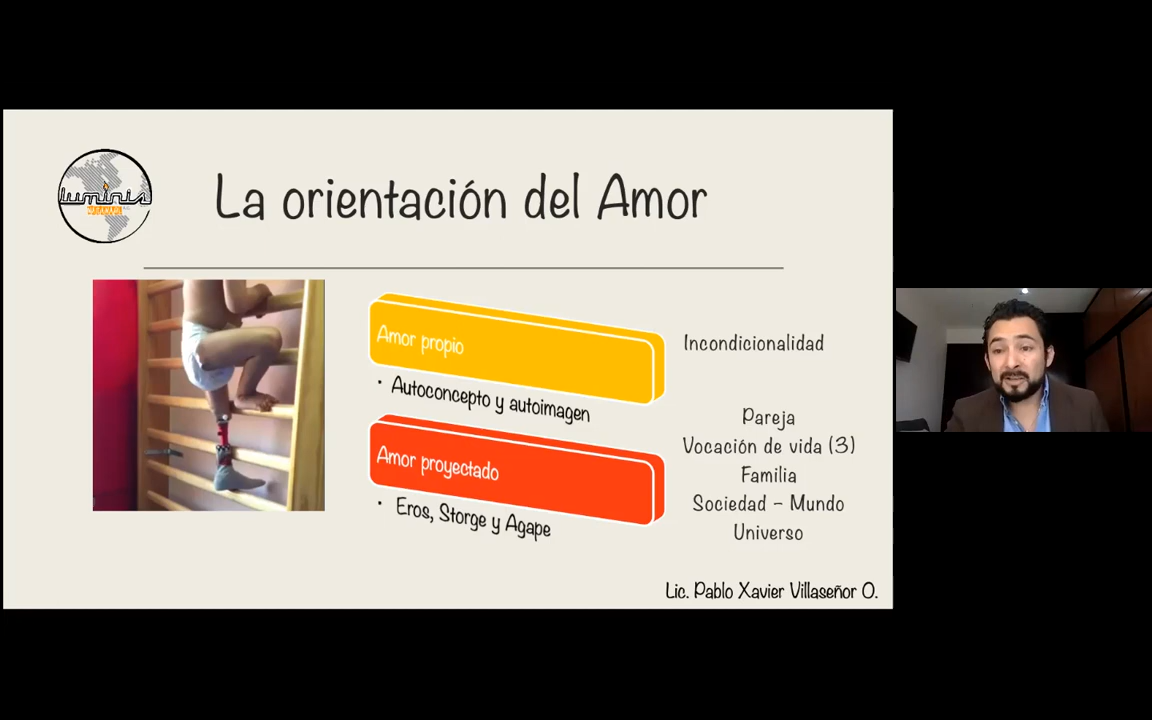 luminis
La orientación del Amor
Amor propio
• Autoconcepto y autoimagen
Incondicionalidad
Amor proyectado
• Eros, Storge y Agape
Pareja
Vocación de vida (3)
Familia
Sociedad – Mundo
Universo
Lic. Pablo Xavier Villaseñor O.